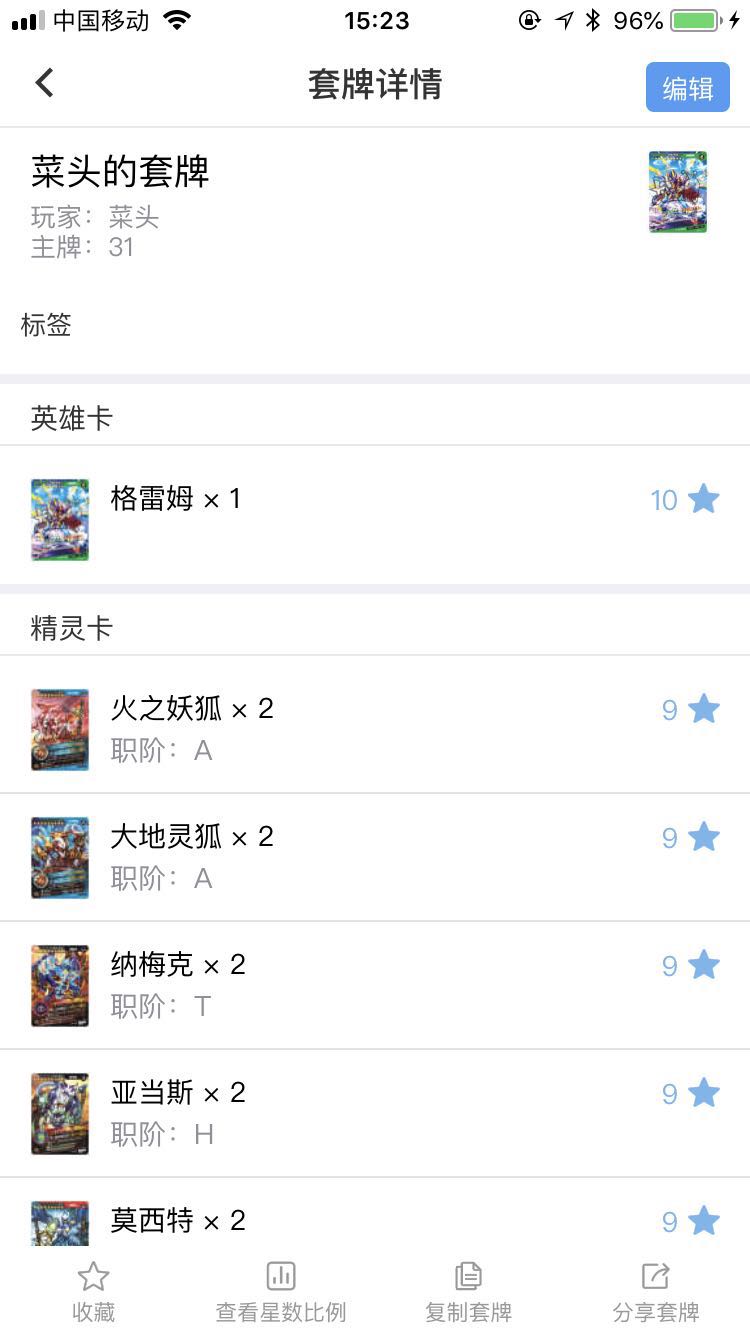 中国移动 15:23 96%
套牌详情 编辑
菜头的套牌
玩家：菜头
主牌：31
标签
英雄卡
格雷姆 × 1 10
精灵卡
火之妖狐 × 2 9
职阶：A
大地灵狐 × 2 9
职阶：A
纳梅克 × 2 9
职阶：T
亚当斯 × 2 9
职阶：H
莫西特 × 2 9
收藏 查看星数比例 复制套牌 分享套牌